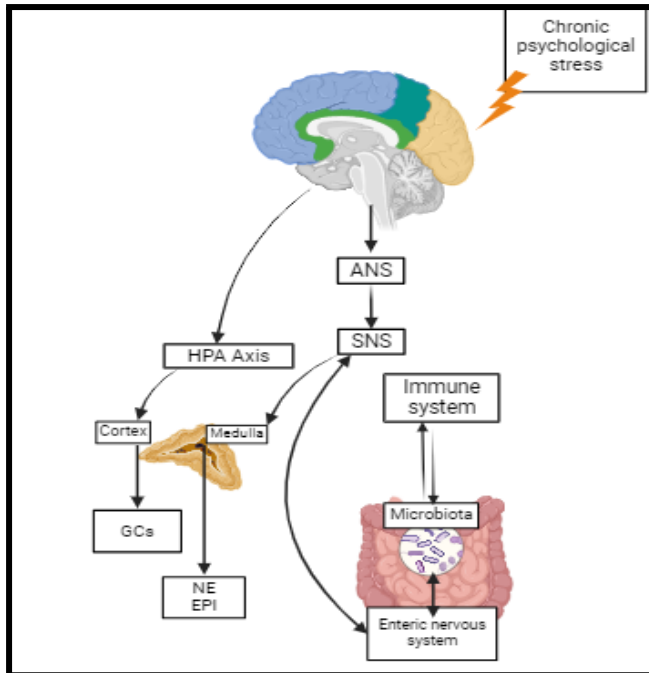 Chronic
psychological
stress
ANS
SNS
HPA Axis
Immune
system
Cortex
Medulla
Microbiota
GCs
NE
EPI
Enteric nervous
system